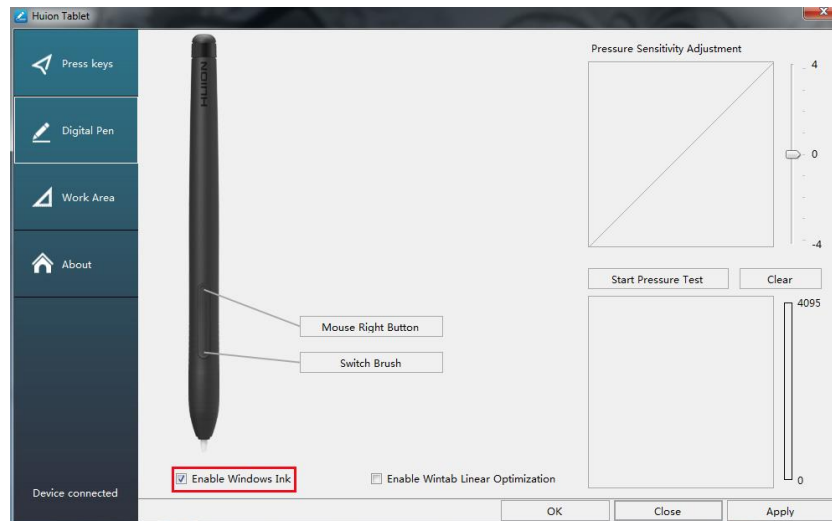 Huion Tablet
Press keys
Digital Pen
Work Area
About
Device connected
HUION
Mouse Right Button
Switch Brush
Enable Windows Ink
Enable Wintab Linear Optimization
Pressure Sensitivity Adjustment
4
0
-4
Start Pressure Test Clear
4095
0
OK Close Apply